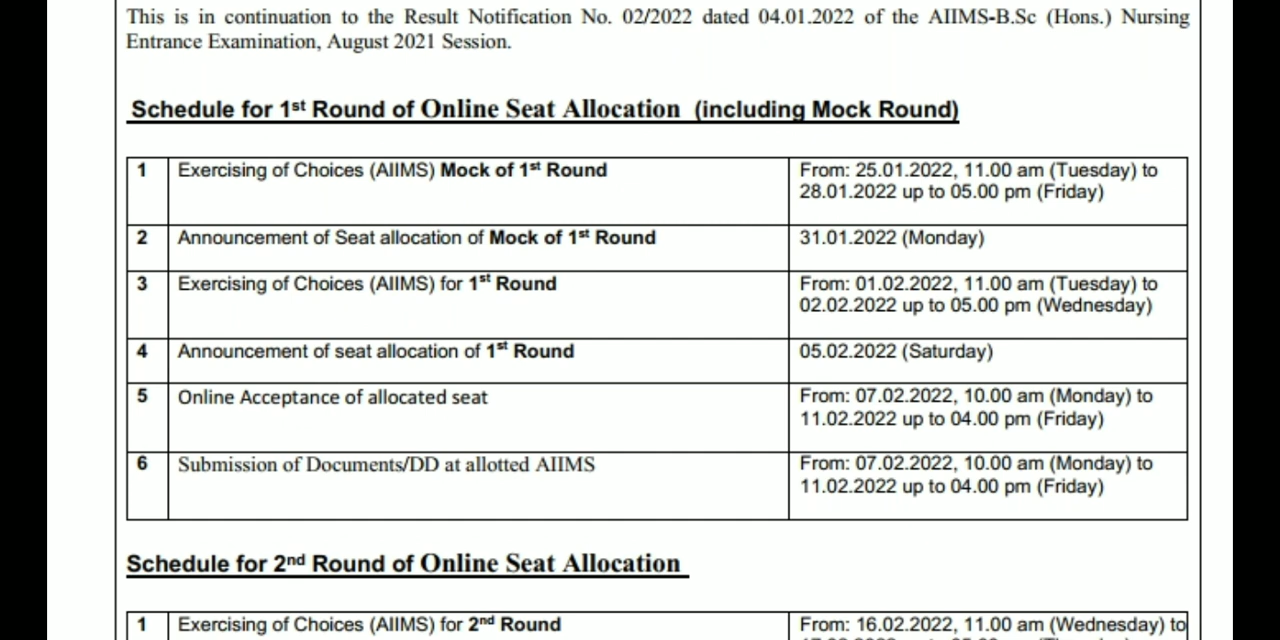 This is in continuation to the Result Notification No. 02/2022 dated 04.01.2022 of the AIIMS-B.Sc (Hons.) Nursing
Entrance Examination, August 2021 Session.
Schedule for 1st Round of Online Seat Allocation (including Mock Round)
1 Exercising of Choices (AIIMS) Mock of 1st Round From: 25.01.2022, 11.00 am (Tuesday) to
28.01.2022 up to 05.00 pm (Friday)
2 Announcement of Seat allocation of Mock of 1st Round 31.01.2022 (Monday)
3 Exercising of Choices (AIIMS) for 1st Round From: 01.02.2022, 11.00 am (Tuesday) to
02.02.2022 up to 05.00 pm (Wednesday)
4 Announcement of seat allocation of 1st Round 05.02.2022 (Saturday)
5 Online Acceptance of allocated seat From: 07.02.2022, 10.00 am (Monday) to
11.02.2022 up to 04.00 pm (Friday)
6 Submission of Documents/DD at allotted AIIMS From: 07.02.2022, 10.00 am (Monday) to
11.02.2022 up to 04.00 pm (Friday)
Schedule for 2nd Round of Online Seat Allocation
1 Exercising of Choices (AIIMS) for 2nd Round From: 16.02.2022, 11.00 am (Wednesday) to